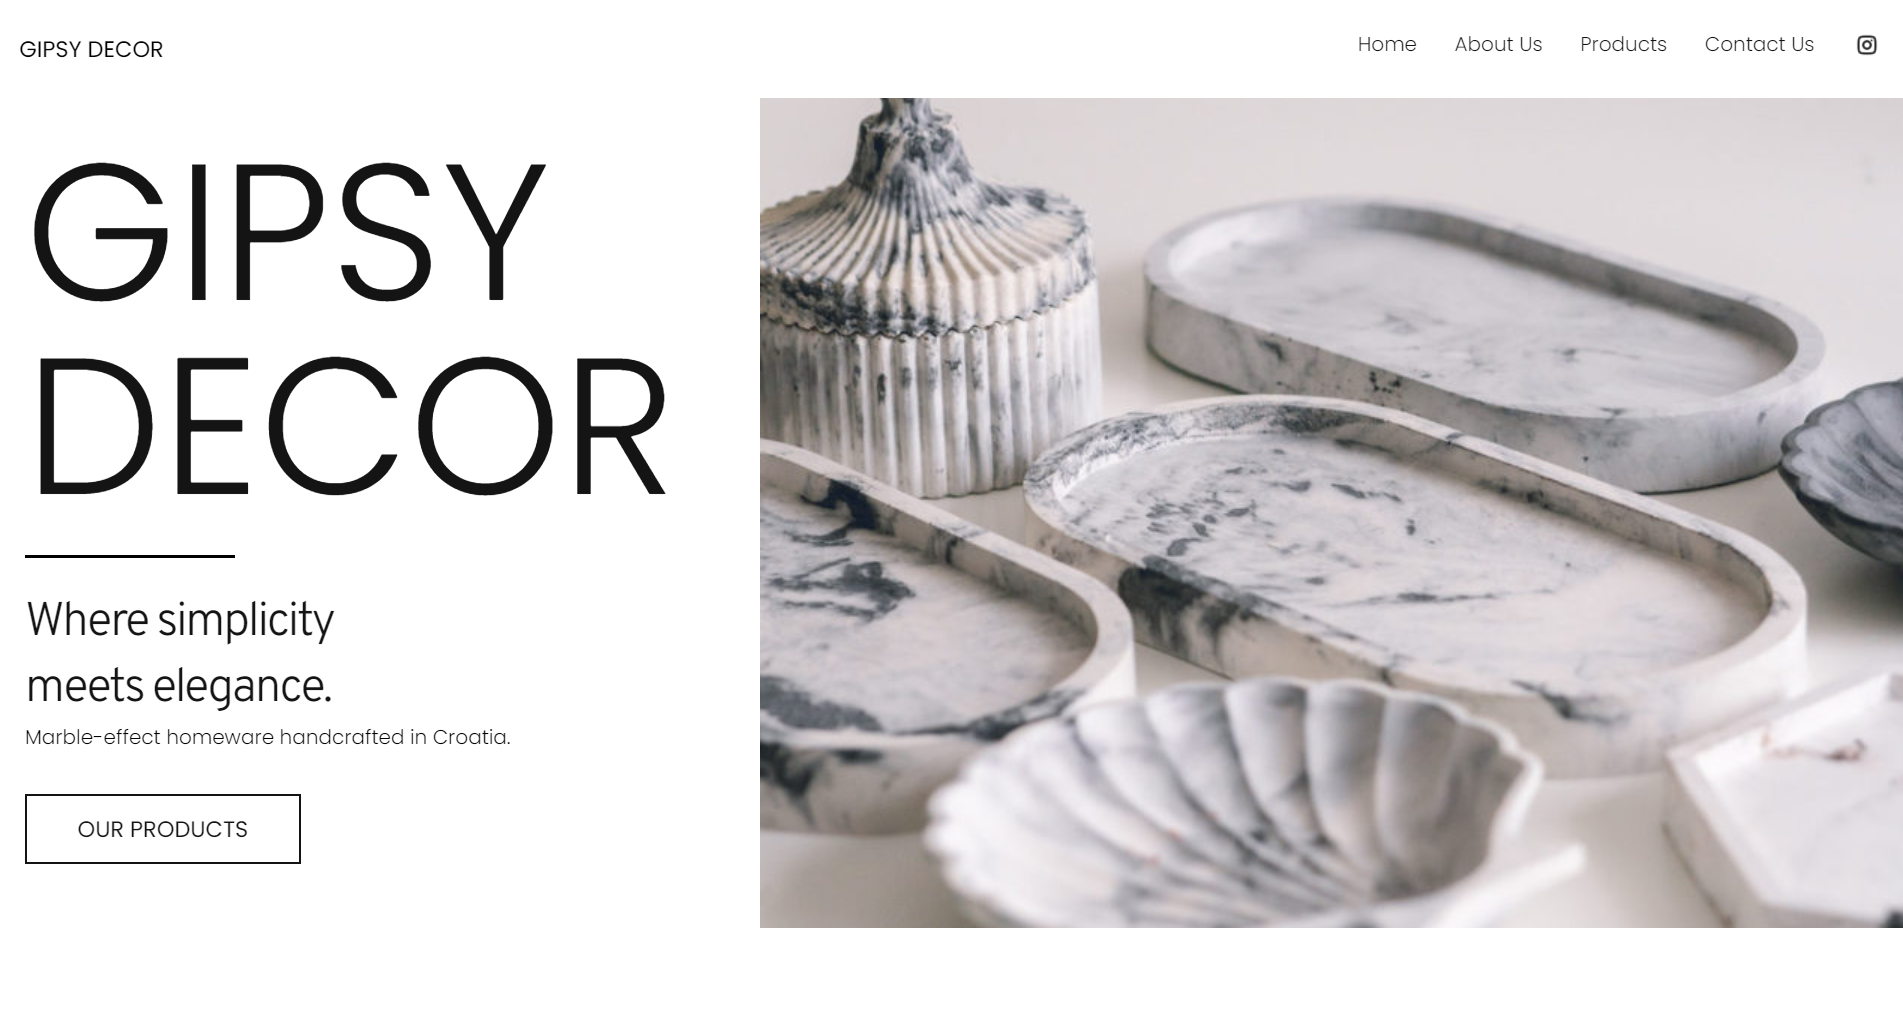 GIPSY DECOR
Home About Us Products Contact Us
GIPSY
DECOR
Where simplicity
meets elegance.
Marble-effect homeware handcrafted in Croatia.
OUR PRODUCTS